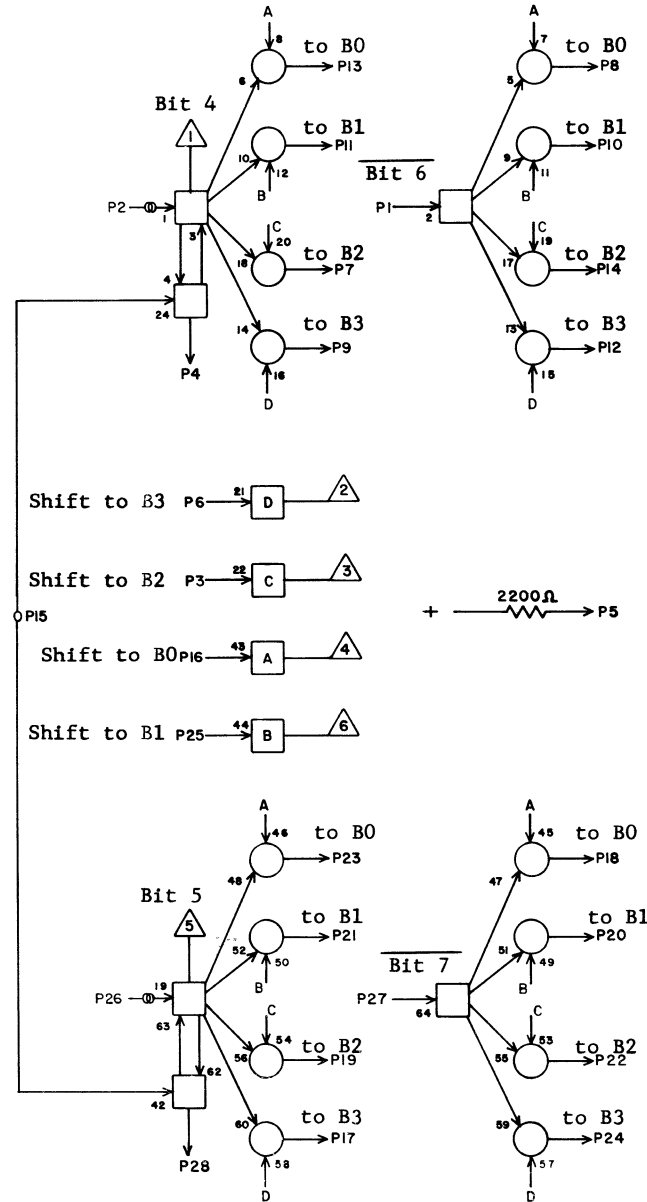 A
8
to B0
6
P13
Bit 4
1
10
to B1
P11
12
B
P2
1
3
C
20
18
to B2
P7
4
24
14
to B3
P9
16
D
P4
A
7
to B0
5
P8
to B1
9
P10
11
B
Bit 6
P1
2
C
19
17
to B2
P14
13
to B3
P12
15
D
Shift to B3 P6 21 D 2
Shift to B2 P3 22 C 3
P15
+ 2200Ω P5
Shift to B0 P16 43 A 4
Shift to B1 P25 44 B 6
A
46
to B0
48
P23
Bit 5
5
52
to B1
P21
50
B
P26
19
63
C
54
56
to B2
P19
62
42
60
to B3
P17
58
D
P28
A
45
to B0
47
P18
to B1
51
P20
49
B
Bit 7
P27
64
C
53
55
to B2
P22
59
to B3
P24
57
D